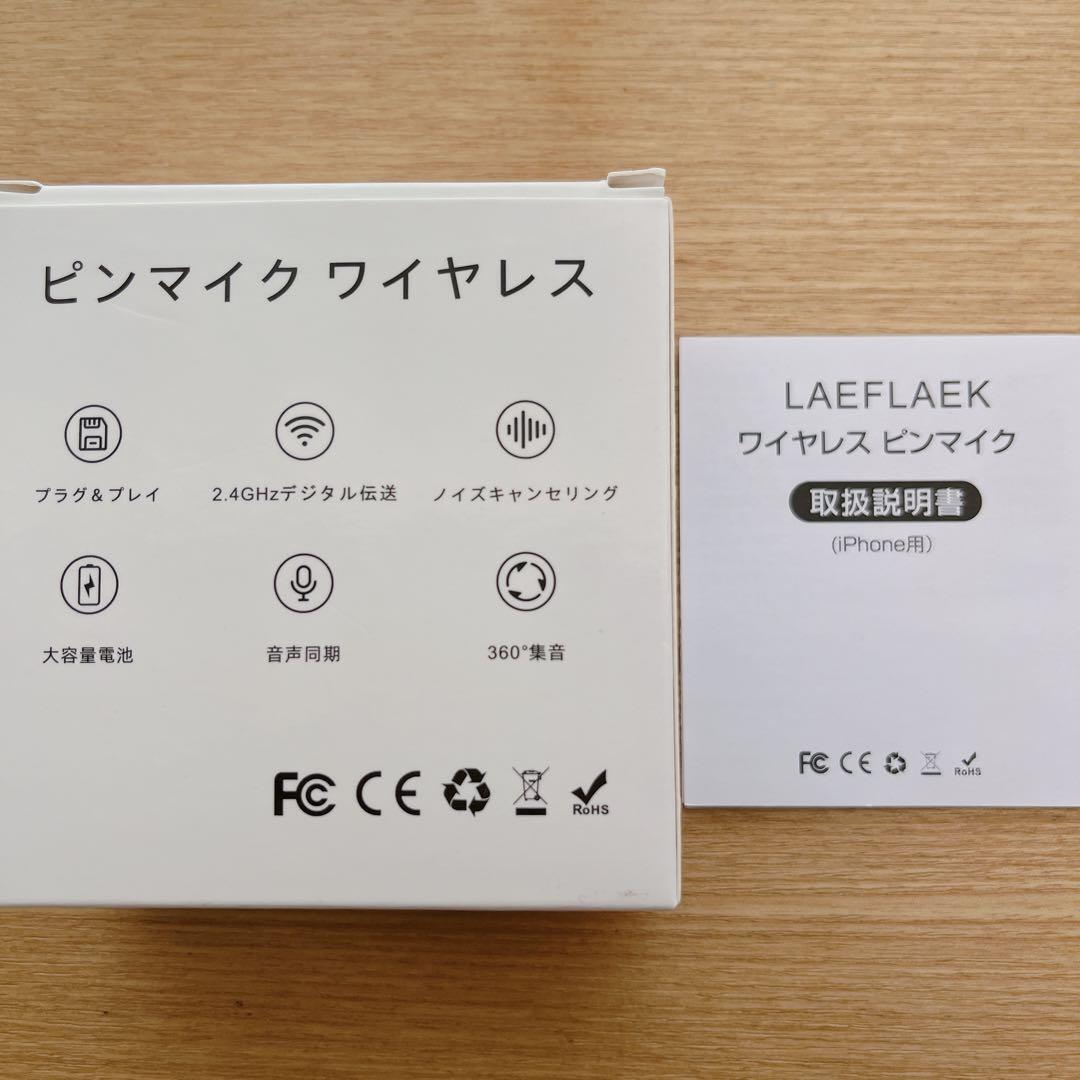 ピンマイク ワイヤレス
プラグ&プレイ
2.4GHzデジタル伝送
ノイズキャンセリング
大容量電池
音声同期
360°集音
FC CE RoHS
LAEFLAEK
ワイヤレス ピンマイク
取扱説明書
(iPhone用)
FC CE RoHS